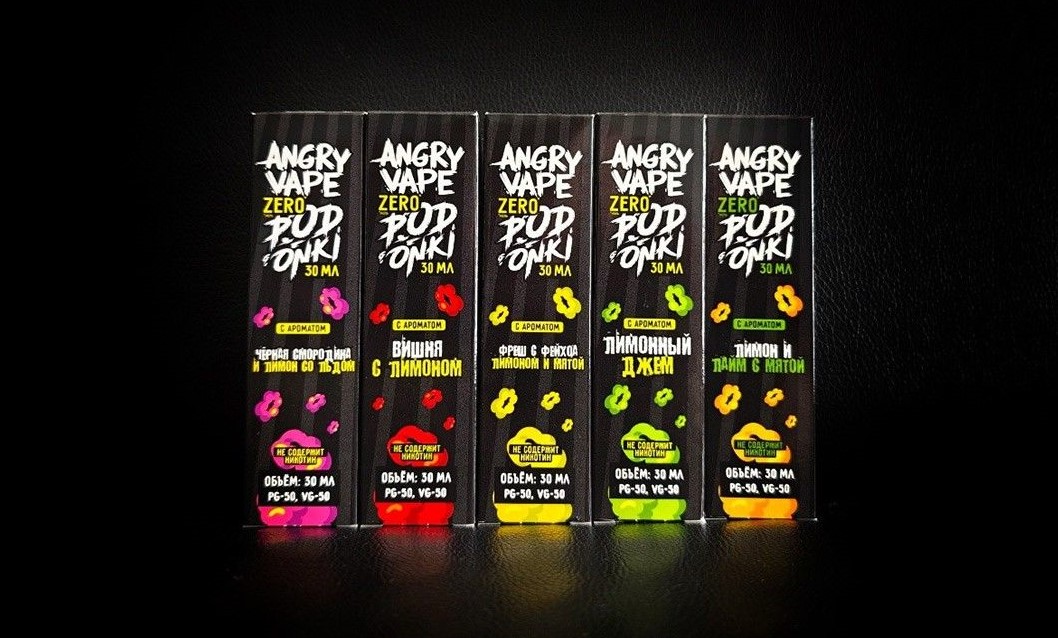 ANGRY
VAPE
ZERO
POD
ONKI
30 МЛ
С АРОМАТОМ
ЧЁРНАЯ СМОРОДИНА
И ЛИМОН СО ЛЬДОМ
НЕ СОДЕРЖИТ
НИКОТИН
ОБЪЁМ: 30 МЛ
PG-50, VG-50
ANGRY
VAPE
ZERO
POD
ONKI
30 МЛ
С АРОМАТОМ
ВИШНЯ
С ЛИМОНОМ
НЕ СОДЕРЖИТ
НИКОТИН
ОБЪЁМ: 30 МЛ
PG-50, VG-50
ANGRY
VAPE
ZERO
POD
ONKI
30 МЛ
С АРОМАТОМ
ФРЕШ С ФЕЙХОА
ЛИМОНОМ И МЯТОЙ
НЕ СОДЕРЖИТ
НИКОТИН
ОБЪЁМ: 30 МЛ
PG-50, VG-50
ANGRY
VAPE
ZERO
POD
ONKI
30 МЛ
С АРОМАТОМ
ЛИМОННЫЙ
ДЖЕМ
НЕ СОДЕРЖИТ
НИКОТИН
ОБЪЁМ: 30 МЛ
PG-50, VG-50
ANGRY
VAPE
ZERO
POD
ONKI
30 МЛ
С АРОМАТОМ
ЛИМОН И
ЛАЙМ С МЯТОЙ
НЕ СОДЕРЖИТ
НИКОТИН
ОБЪЁМ: 30 МЛ
PG-50, VG-50